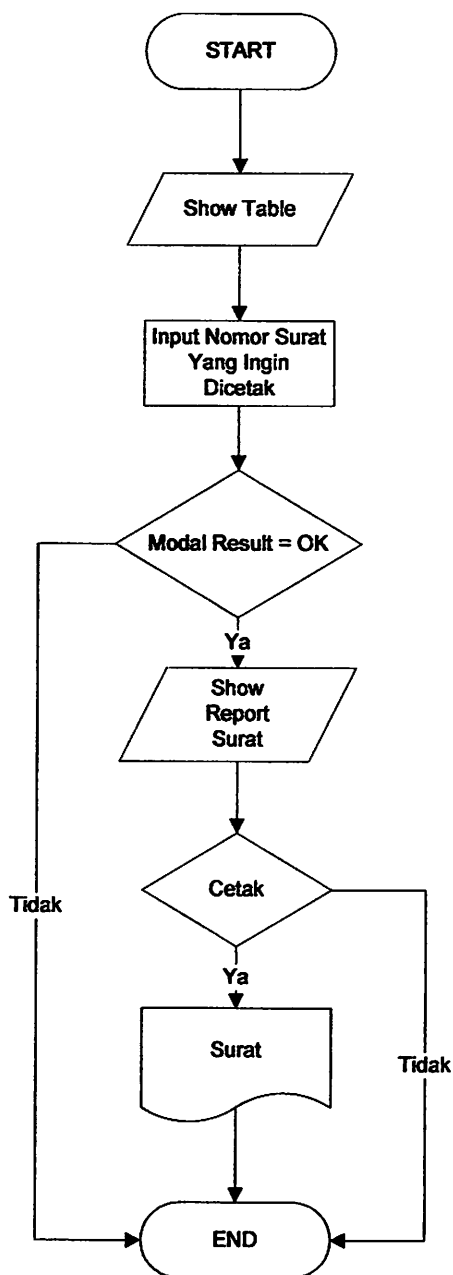 START
Show Table
Input Nomor Surat
Yang Ingin
Dicetak
Modal Result = OK
Ya
Show
Report
Surat
Cetak
Tidak
Ya
Surat
Tidak
END